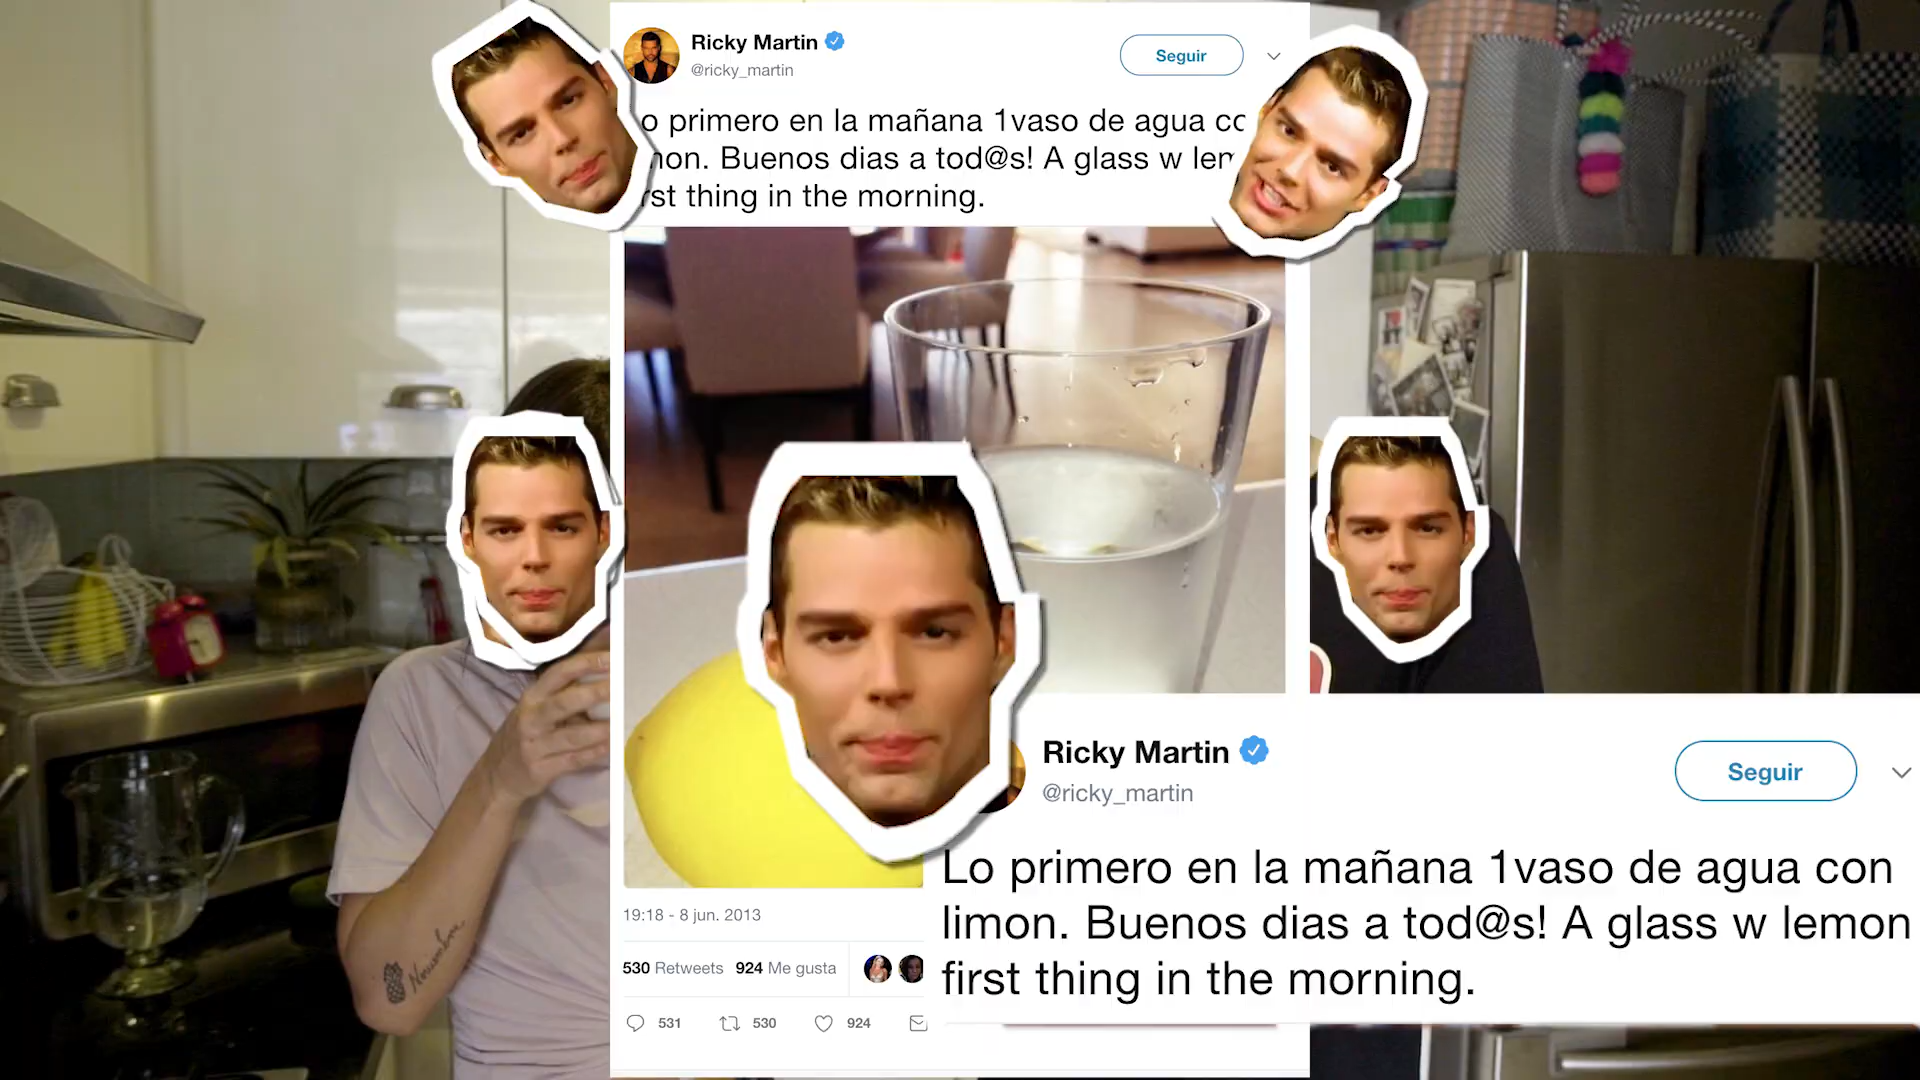 Ricky Martin
@ricky_martin
Seguir
o primero en la mañana 1vaso de agua
non. Buenos dias a tod@s! A glass w
rst thing in the morning.
Ricky Martin
@ricky_martin
Seguir
Lo primero en la mañana 1vaso de agua con
limon. Buenos dias a tod@s! A glass w lemon
first thing in the morning.
19:18 - 8 jun. 2013
530 Retweets 924 Me gusta
531 530 924